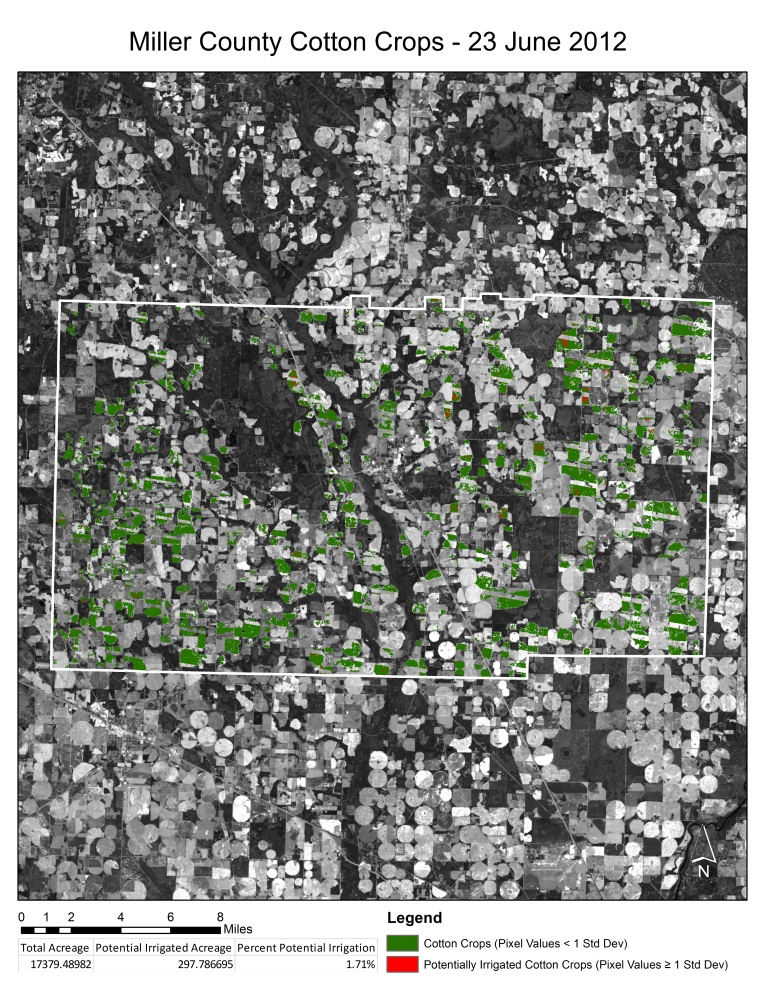 Miller County Cotton Crops - 23 June 2012
N
0 1 2 4 6 8
Miles
Legend
Cotton Crops (Pixel Values < 1 Std Dev)
Potentially Irrigated Cotton Crops (Pixel Values ≥ 1 Std Dev)
Total Acreage Potential Irrigated Acreage Percent Potential Irrigation
17379.48982 297.786695 1.71%